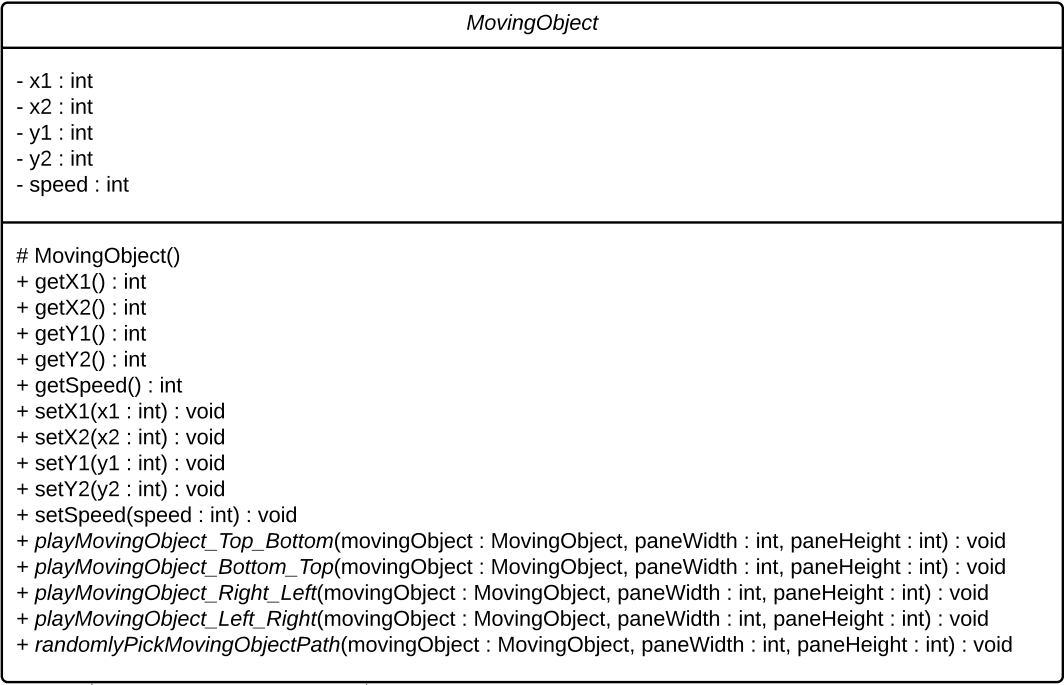 MovingObject
- x1 : int
- x2 : int
- y1 : int
- y2 : int
- speed : int
# MovingObject()
+ getX1() : int
+ getX2() : int
+ getY1() : int
+ getY2() : int
+ getSpeed() : int
+ setX1(x1 : int) : void
+ setX2(x2 : int) : void
+ setY1(y1 : int) : void
+ setY2(y2 : int) : void
+ setSpeed(speed : int) : void
+ playMovingObject_Top_Bottom(movingObject : MovingObject, paneWidth : int, paneHeight : int) : void
+ playMovingObject_Bottom_Top(movingObject : MovingObject, paneWidth : int, paneHeight : int) : void
+ playMovingObject_Right_Left(movingObject : MovingObject, paneWidth : int, paneHeight : int) : void
+ playMovingObject_Left_Right(movingObject : MovingObject, paneWidth : int, paneHeight : int) : void
+ randomlyPickMovingObjectPath(movingObject : MovingObject, paneWidth : int, paneHeight : int) : void